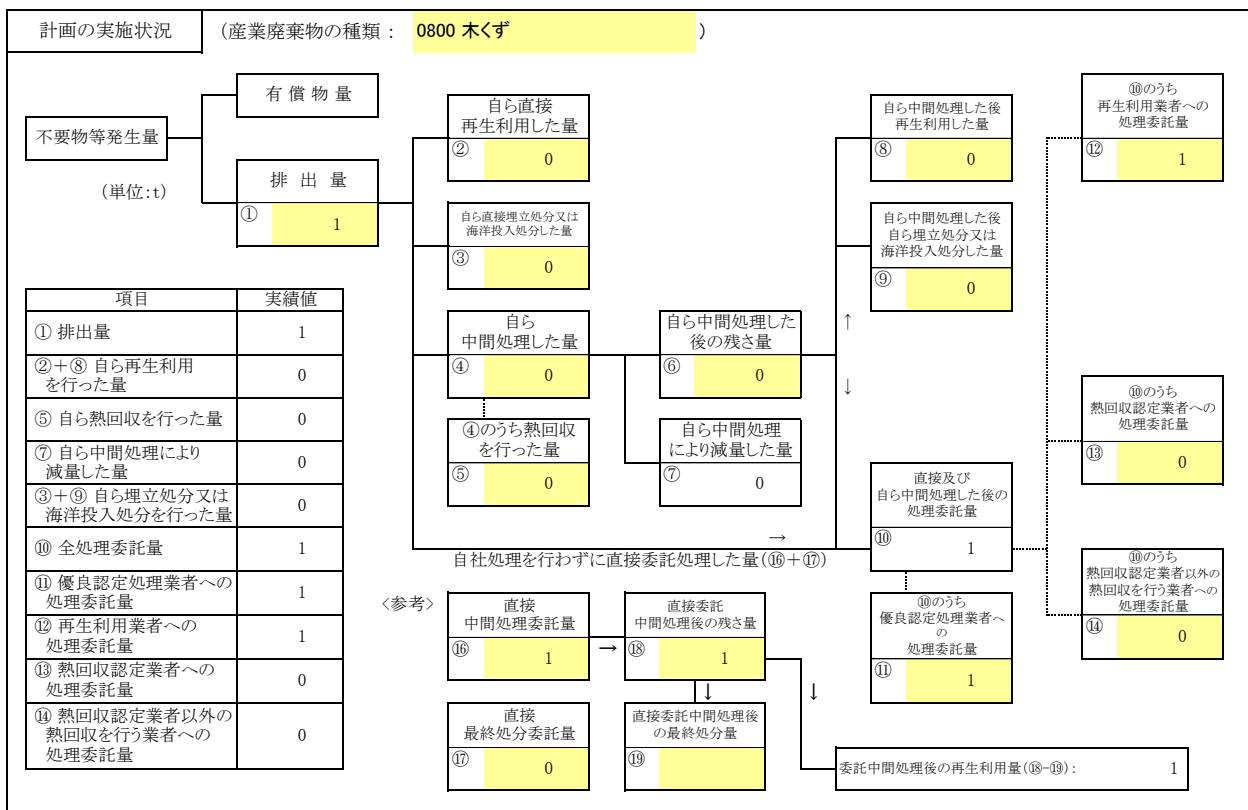 計画の実施状況
(産業廃棄物の種類 : 0800 木くず )
不要物等発生量
(単位:t)
有 償 物 量
排 出 量
① 1
自ら直接
再生利用した量
② 0
自ら直接埋立処分又は
海洋投入処分した量
③ 0
自ら
中間処理した量
④ 0
④のうち熱回収
を行った量
⑤ 0
自ら中間処理した
後の残さ量
⑥ 0
自ら中間処理
により減量した量
⑦ 0
自ら中間処理した後
再生利用した量
⑧ 0
自ら中間処理した後
自ら埋立処分又は
海洋投入処分した量
⑨ 0
↑
↓
直接及び
自ら中間処理した後の
処理委託量
⑩ 1
→
自社処理を行わずに直接委託処理した量(⑯+⑰)
⑩のうち
優良認定処理業者へ
の
処理委託量
⑪ 1
⑩のうち
再生利用業者への
処理委託量
⑫ 1
⑩のうち
熱回収認定業者への
処理委託量
⑬ 0
⑩のうち
熱回収認定業者以外の
熱回収を行う業者への
処理委託量
⑭ 0
項目 実績値
① 排出量 1
②+⑧ 自ら再生利用
を行った量 0
⑤ 自ら熱回収を行った量 0
⑦ 自ら中間処理により
減量した量 0
③+⑨ 自ら埋立処分又は
海洋投入処分を行った量 0
⑩ 全処理委託量 1
⑪ 優良認定処理業者への
処理委託量 1
⑫ 再生利用業者への
処理委託量 1
⑬ 熱回収認定業者への
処理委託量 0
⑭ 熱回収認定業者以外の
熱回収を行う業者への
処理委託量 0
〈参考〉
直接
中間処理委託量
⑯ 1
→
直接委託
中間処理後の残さ量
⑱ 1
↓
↓
直接
最終処分委託量
⑰ 0
直接委託中間処理後
の最終処分量
⑲
委託中間処理後の再生利用量(⑱-⑲) : 1